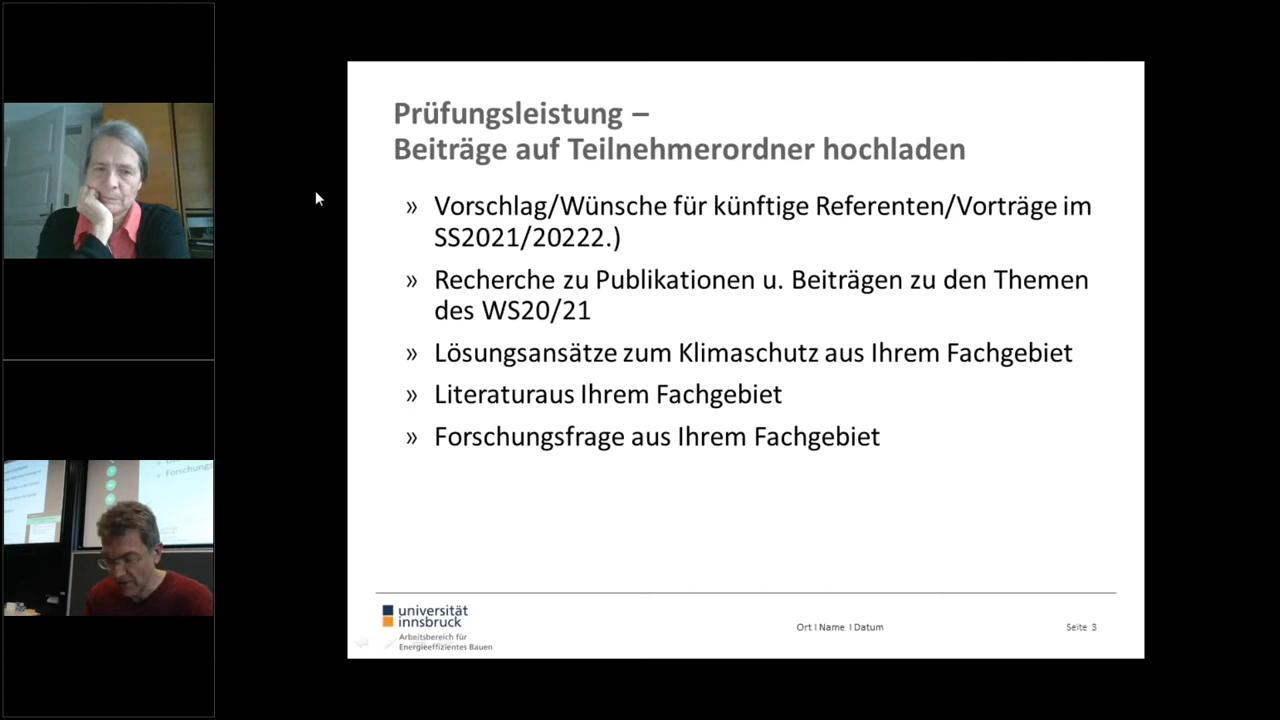 Prüfungsleistung –
Beiträge auf Teilnehmerordner hochladen
» Vorschlag/Wünsche für künftige Referenten/Vorträge im
SS2021/20222.)
» Recherche zu Publikationen u. Beiträgen zu den Themen
des WS20/21
» Lösungsansätze zum Klimaschutz aus Ihrem Fachgebiet
» Literaturaus Ihrem Fachgebiet
» Forschungsfrage aus Ihrem Fachgebiet
universität
innsbruck
Arbeitsbereich für
Energieeffizientes Bauen
Ort I Name I Datum
Seite 3